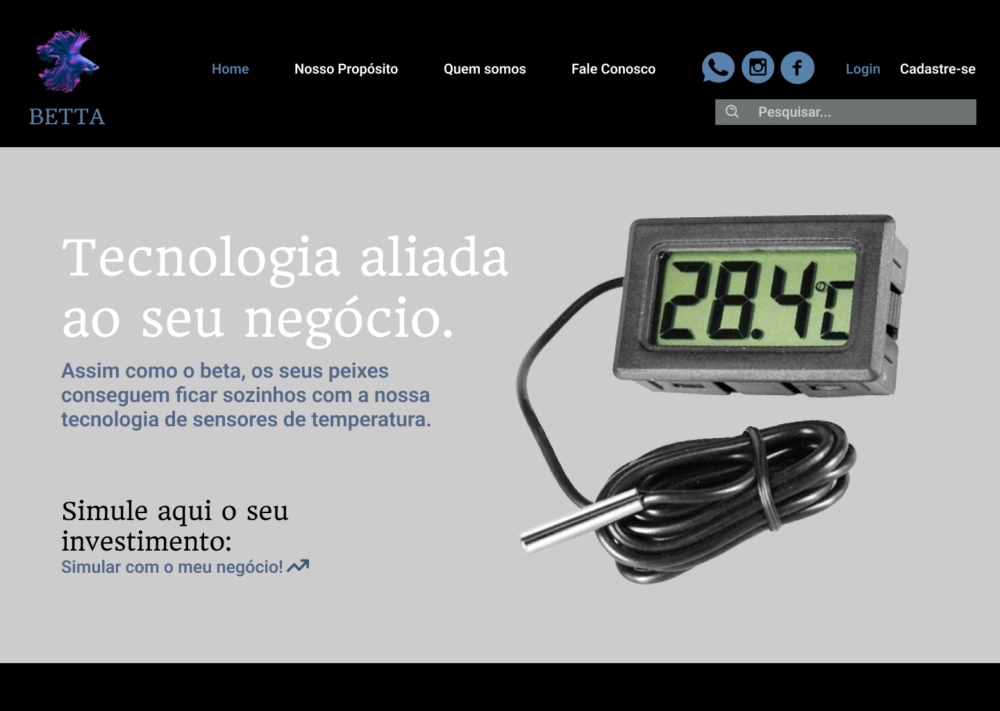 BETTA
Home
Nosso Propósito
Quem somos
Fale Conosco
Login
Cadastre-se
Pesquisar...
Tecnologia aliada
ao seu negócio.
Assim como o beta, os seus peixes
conseguem ficar sozinhos com a nossa
tecnologia de sensores de temperatura.
28.4°C
Simule aqui o seu
investimento:
Simular com o meu negócio!